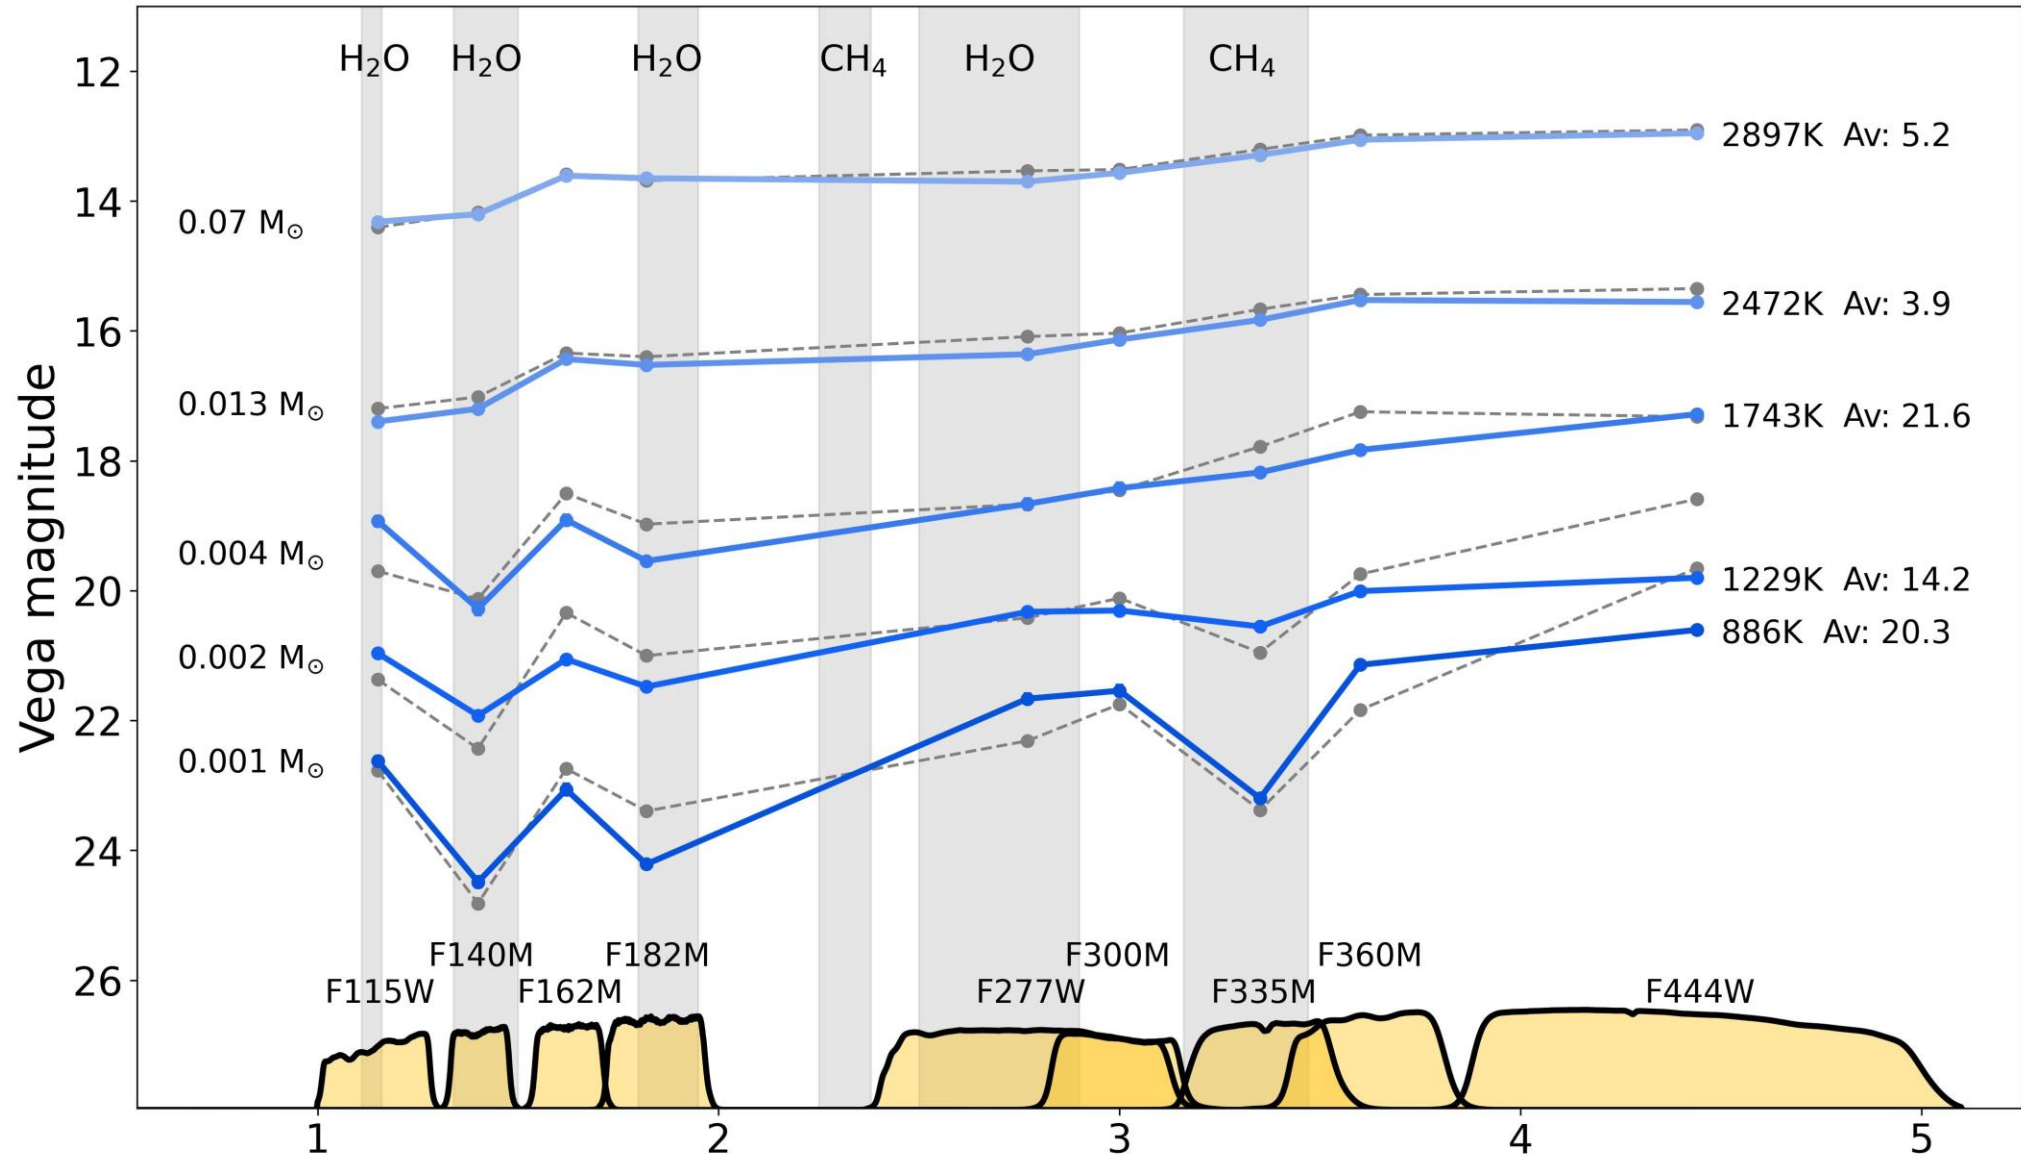 H₂O H₂O H₂O CH₄ H₂O CH₄
12
14
16
18
20
22
24
26
Vega magnitude
0.07 M⊙
0.013 M⊙
0.004 M⊙
0.002 M⊙
0.001 M⊙
2897K Av: 5.2
2472K Av: 3.9
1743K Av: 21.6
1229K Av: 14.2
886K Av: 20.3
F140M F182M F300M F360M
F115W F162M F277W F335M F444W
1 2 3 4 5